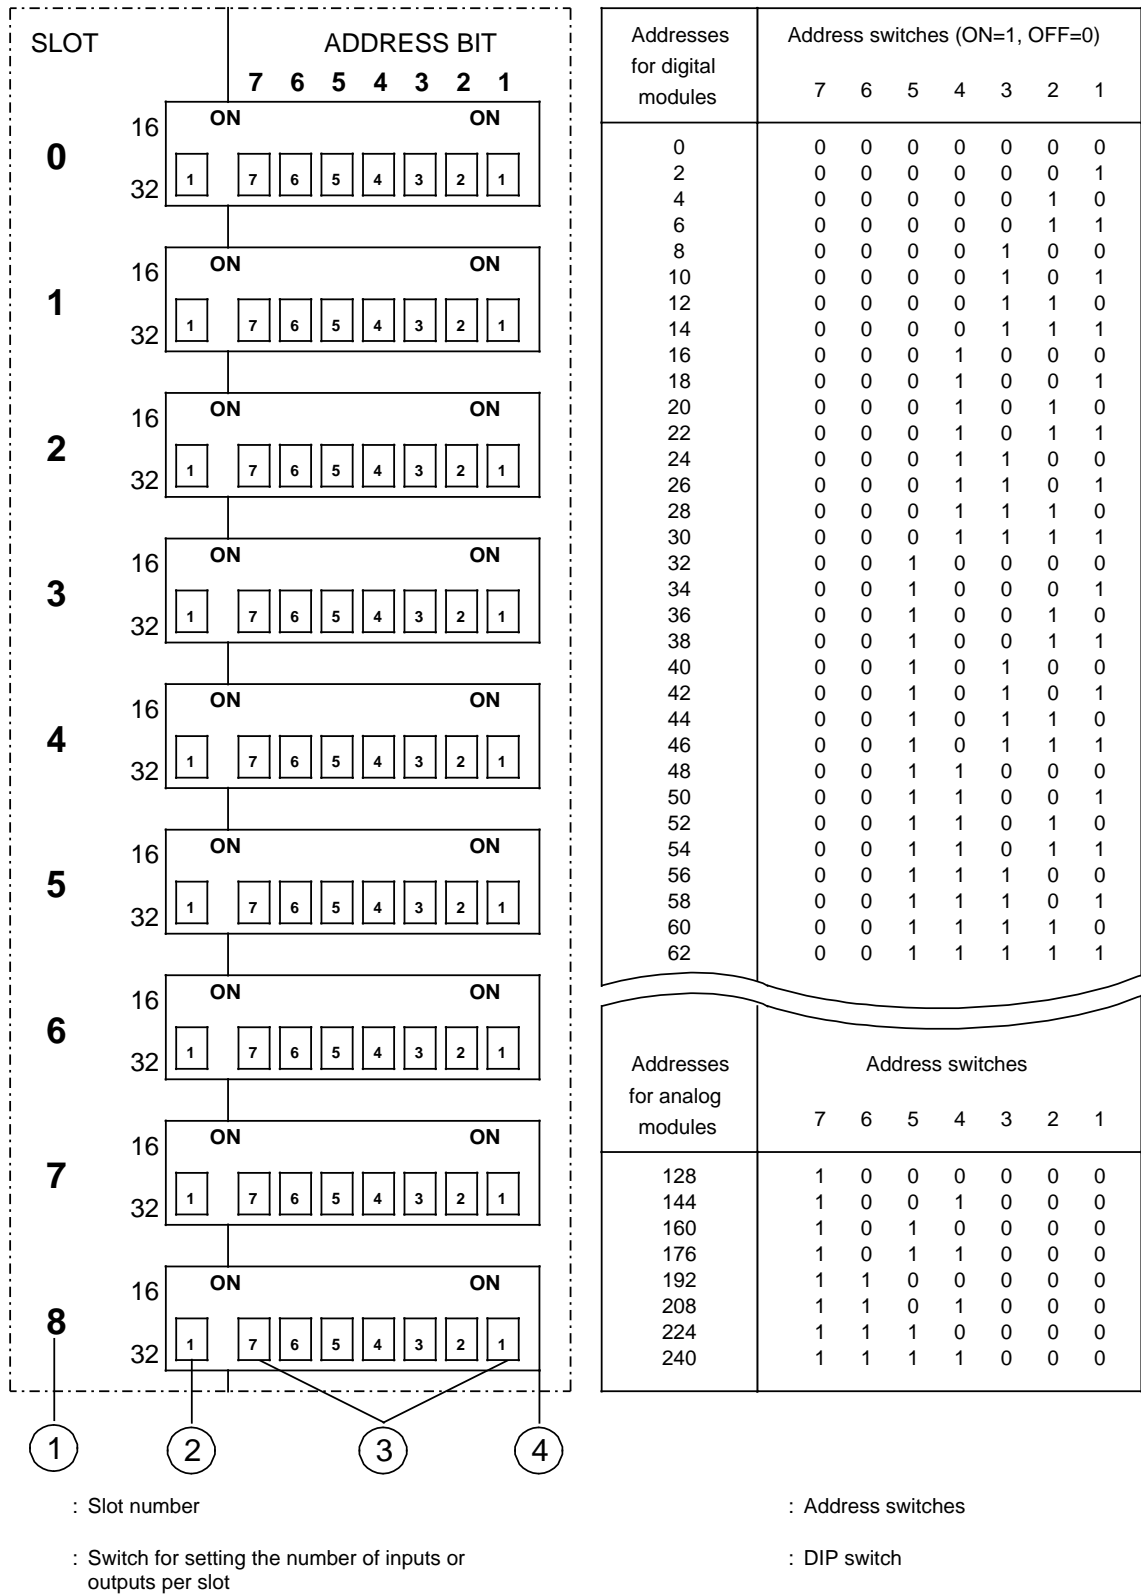 SLOT ADDRESS BIT
7 6 5 4 3 2 1
16 ON ON
0
32 1 7 6 5 4 3 2 1
16 ON ON
1
32 1 7 6 5 4 3 2 1
16 ON ON
2
32 1 7 6 5 4 3 2 1
16 ON ON
3
32 1 7 6 5 4 3 2 1
16 ON ON
4
32 1 7 6 5 4 3 2 1
16 ON ON
5
32 1 7 6 5 4 3 2 1
16 ON ON
6
32 1 7 6 5 4 3 2 1
16 ON ON
7
32 1 7 6 5 4 3 2 1
16 ON ON
8
32 1 7 6 5 4 3 2 1
1 2 3 4
Addresses
for digital
modules
Address switches (ON=1, OFF=0)
7 6 5 4 3 2 1
0 0 0 0 0 0 0 0
2 0 0 0 0 0 0 1
4 0 0 0 0 0 1 0
6 0 0 0 0 0 1 1
8 0 0 0 0 1 0 0
10 0 0 0 0 1 0 1
12 0 0 0 0 1 1 0
14 0 0 0 0 1 1 1
16 0 0 0 1 0 0 0
18 0 0 0 1 0 0 1
20 0 0 0 1 0 1 0
22 0 0 0 1 0 1 1
24 0 0 0 1 1 0 0
26 0 0 0 1 1 0 1
28 0 0 0 1 1 1 0
30 0 0 0 1 1 1 1
32 0 0 1 0 0 0 0
34 0 0 1 0 0 0 1
36 0 0 1 0 0 1 0
38 0 0 1 0 0 1 1
40 0 0 1 0 1 0 0
42 0 0 1 0 1 0 1
44 0 0 1 0 1 1 0
46 0 0 1 0 1 1 1
48 0 0 1 1 0 0 0
50 0 0 1 1 0 0 1
52 0 0 1 1 0 1 0
54 0 0 1 1 0 1 1
56 0 0 1 1 1 0 0
58 0 0 1 1 1 0 1
60 0 0 1 1 1 1 0
62 0 0 1 1 1 1 1
Addresses
for analog
modules
Address switches
7 6 5 4 3 2 1
128 1 0 0 0 0 0 0
144 1 0 0 1 0 0 0
160 1 0 1 0 0 0 0
176 1 0 1 1 0 0 0
192 1 1 0 0 0 0 0
208 1 1 0 1 0 0 0
224 1 1 1 0 0 0 0
240 1 1 1 1 0 0 0
: Slot number
: Switch for setting the number of inputs or
outputs per slot
: Address switches
: DIP switch